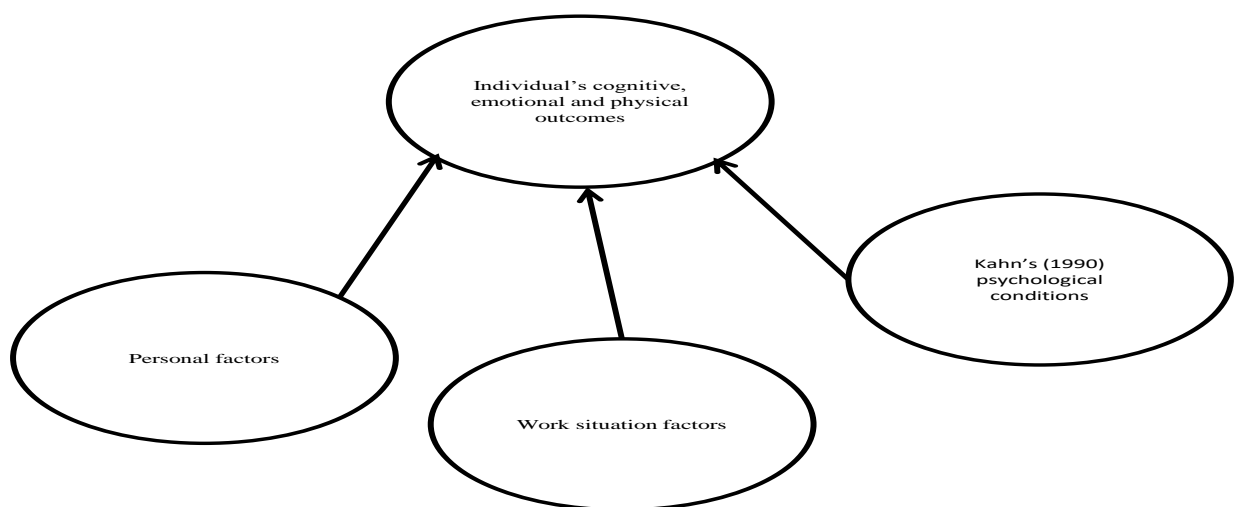 Individual’s cognitive,
emotional and physical
outcomes
Kahn’s (1990)
psychological
conditions
Personal factors
Work situation factors